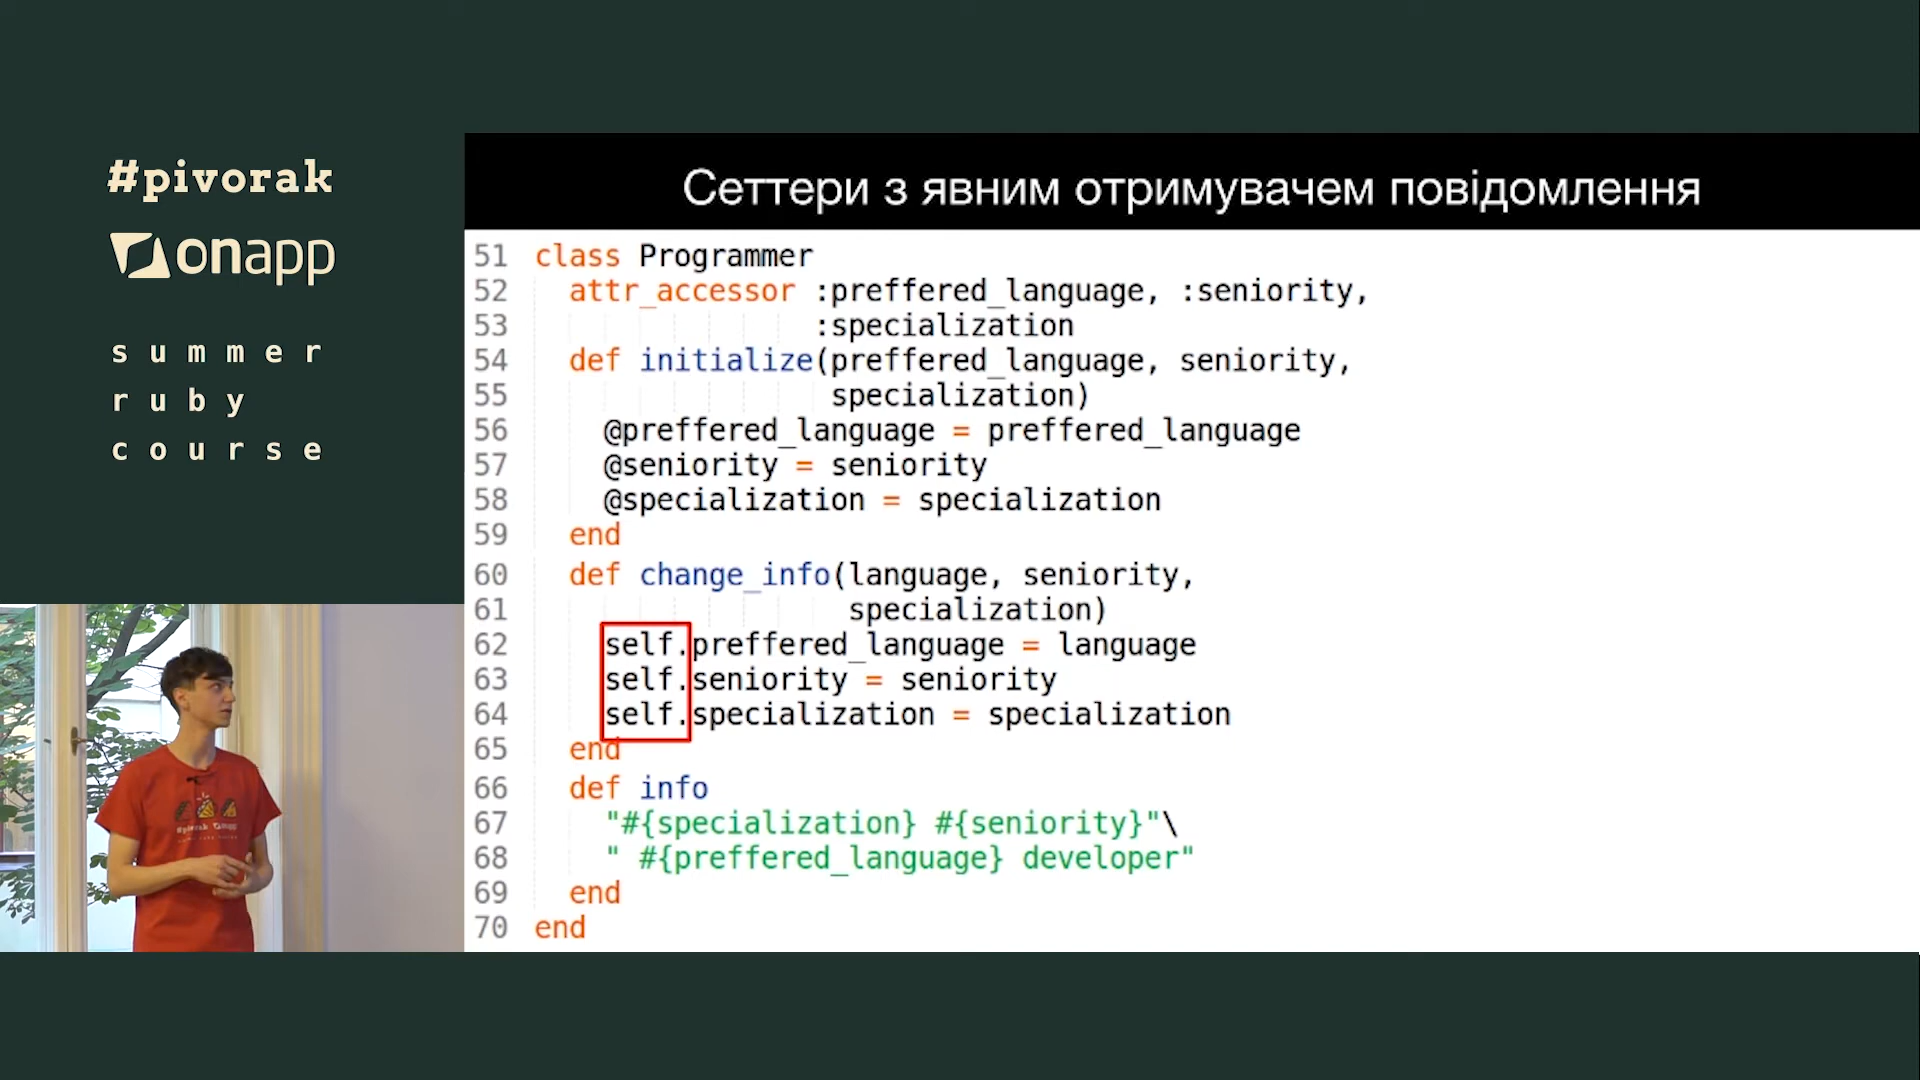 #pivorak
onapp
summer
ruby
course
Сеттери з явним отримувачем повідомлення
51 class Programmer
52 attr_accessor :preffered_language, :seniority,
53 :specialization
54 def initialize(preffered_language, seniority,
55 specialization)
56 @preffered_language = preffered_language
57 @seniority = seniority
58 @specialization = specialization
59 end
60 def change_info(language, seniority,
61 specialization)
62 self.preffered_language = language
63 self.seniority = seniority
64 self.specialization = specialization
65 end
66 def info
67 "#{specialization} #{seniority}"\
68 " #{preffered_language} developer"
69 end
70 end